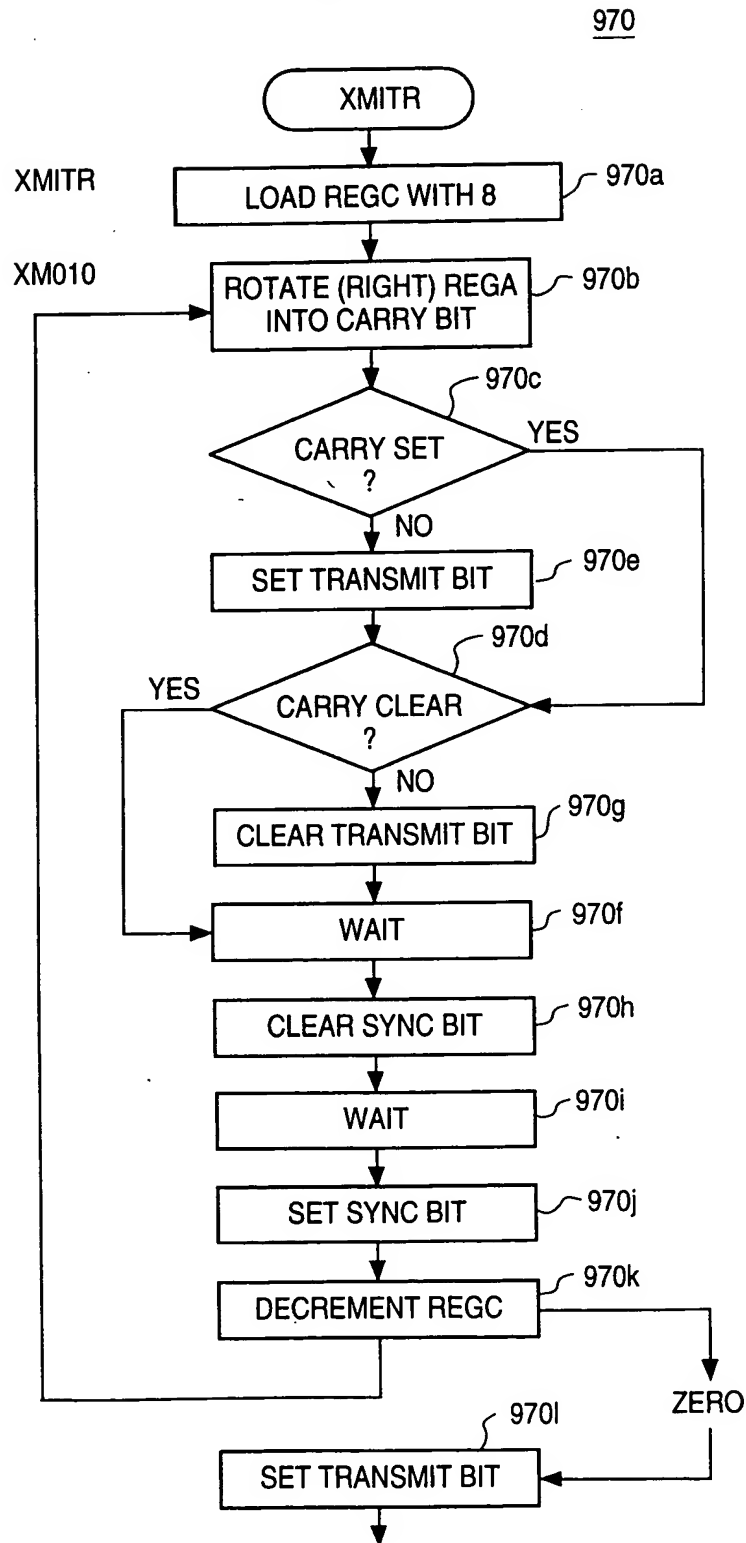 970
XMITR
XMITR
LOAD REGC WITH 8
970a
XM010
ROTATE (RIGHT) REGA
INTO CARRY BIT
970b
970c
CARRY SET
?
YES
NO
SET TRANSMIT BIT
970e
970d
YES
CARRY CLEAR
?
NO
CLEAR TRANSMIT BIT
970g
WAIT
970f
CLEAR SYNC BIT
970h
WAIT
970i
SET SYNC BIT
970j
DECREMENT REGC
970k
ZERO
970l
SET TRANSMIT BIT